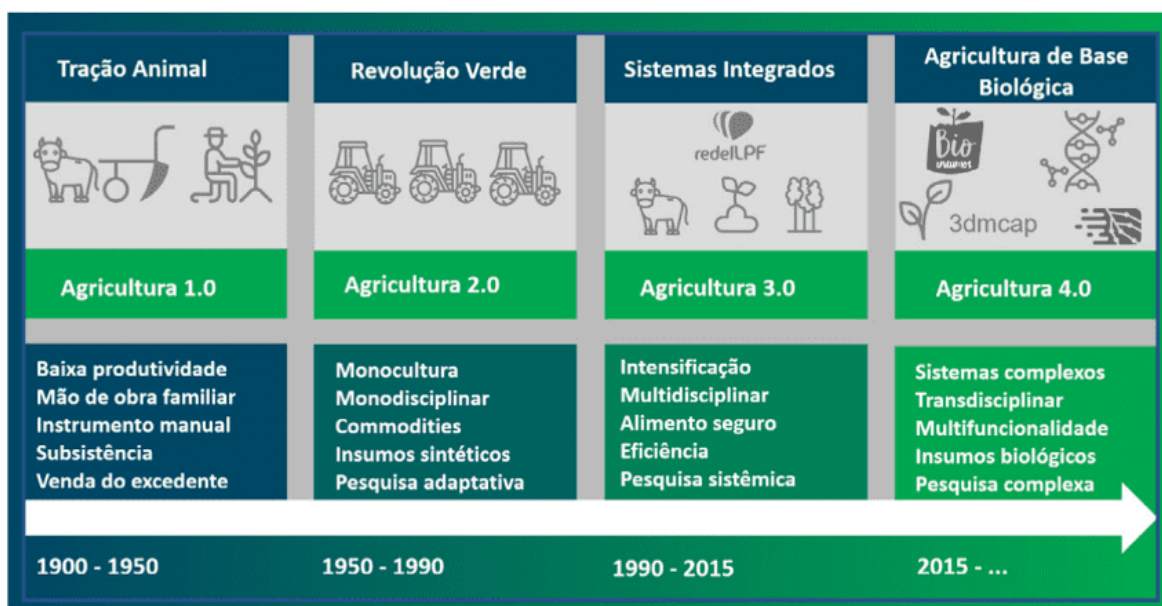 Tração Animal
Revolução Verde
Sistemas Integrados
Agricultura de Base
Biológica
redeILPF
Bio
insumos
3dmcap
Agricultura 1.0
Agricultura 2.0
Agricultura 3.0
Agricultura 4.0
Baixa produtividade
Mão de obra familiar
Instrumento manual
Subsistência
Venda do excedente
Monocultura
Monodisciplinar
Commodities
Insumos sintéticos
Pesquisa adaptativa
Intensificação
Multidisciplinar
Alimento seguro
Eficiência
Pesquisa sistêmica
Sistemas complexos
Transdisciplinar
Multifuncionalidade
Insumos biológicos
Pesquisa complexa
1900 - 1950
1950 - 1990
1990 - 2015
2015 - ...